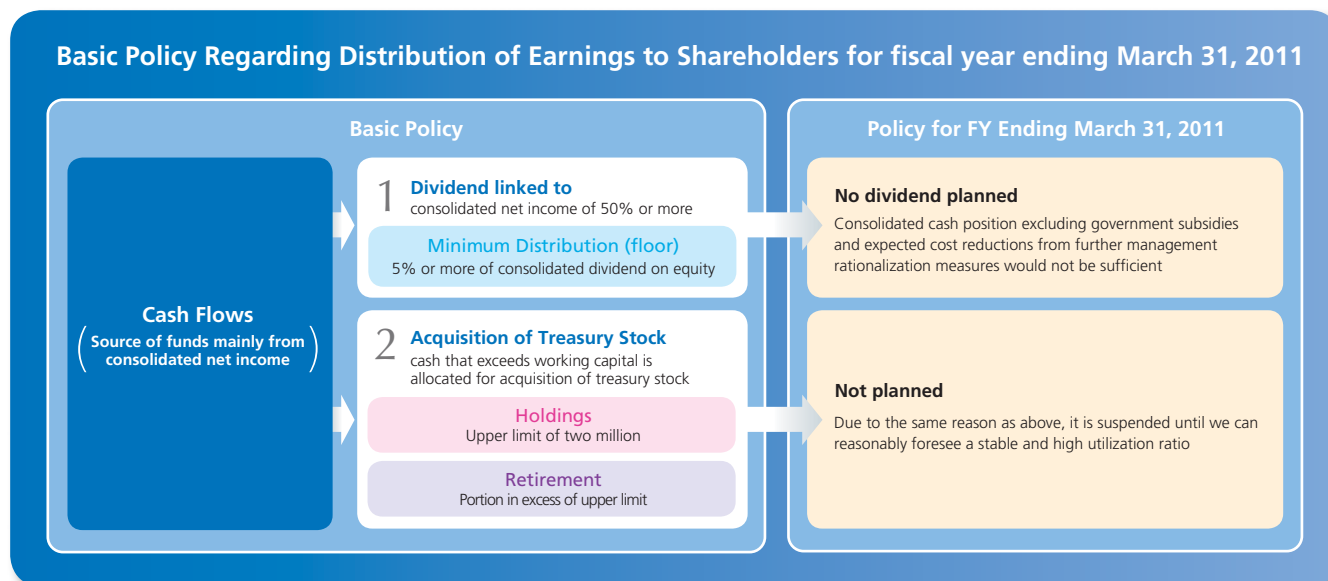 Basic Policy Regarding Distribution of Earnings to Shareholders for fiscal year ending March 31, 2011
Basic Policy
Cash Flows
(Source of funds mainly from
consolidated net income)
1 Dividend linked to
consolidated net income of 50% or more
Minimum Distribution (floor)
5% or more of consolidated dividend on equity
2 Acquisition of Treasury Stock
cash that exceeds working capital is
allocated for acquisition of treasury stock
Holdings
Upper limit of two million
Retirement
Portion in excess of upper limit
Policy for FY Ending March 31, 2011
No dividend planned
Consolidated cash position excluding government subsidies
and expected cost reductions from further management
rationalization measures would not be sufficient
Not planned
Due to the same reason as above, it is suspended until we can
reasonably foresee a stable and high utilization ratio